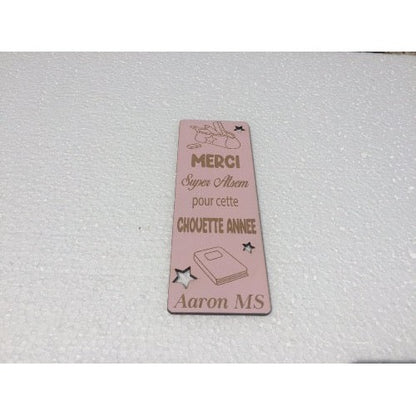 MERCI
Super Atsem
pour cette
CHOUETTE ANNEE
Aaron MS